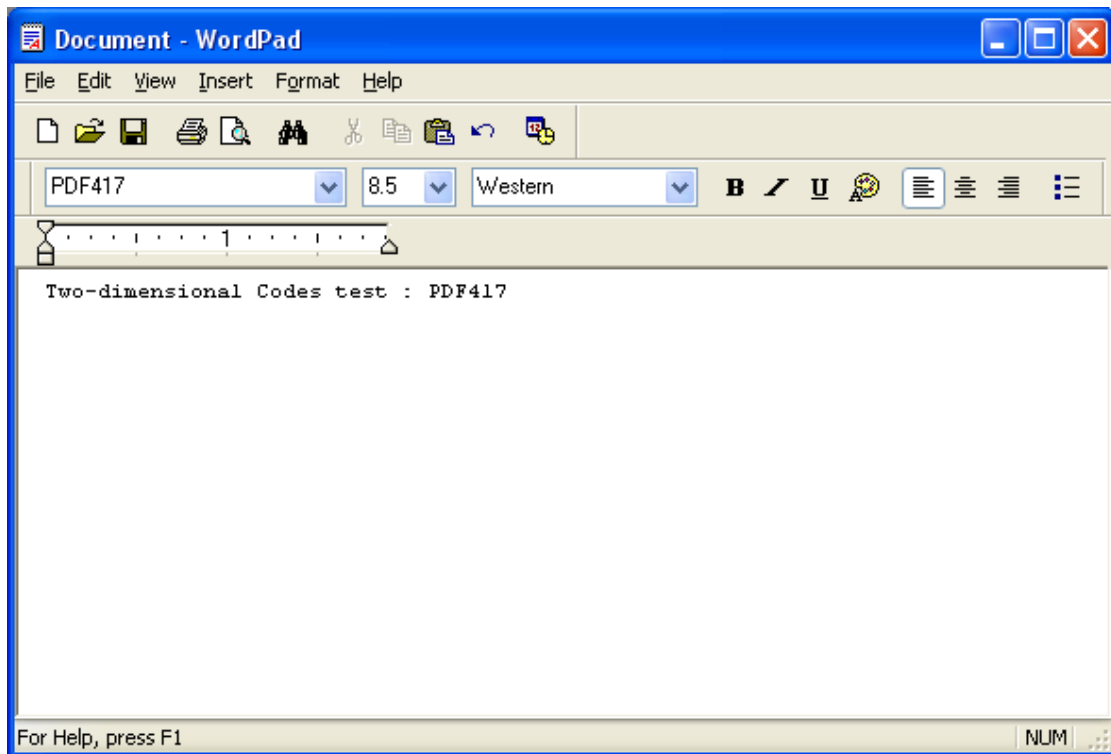 Document - WordPad
File Edit View Insert Format Help
PDF417 8.5 Western B / U
1
Two-dimensional Codes test : PDF417
For Help, press F1 NUM